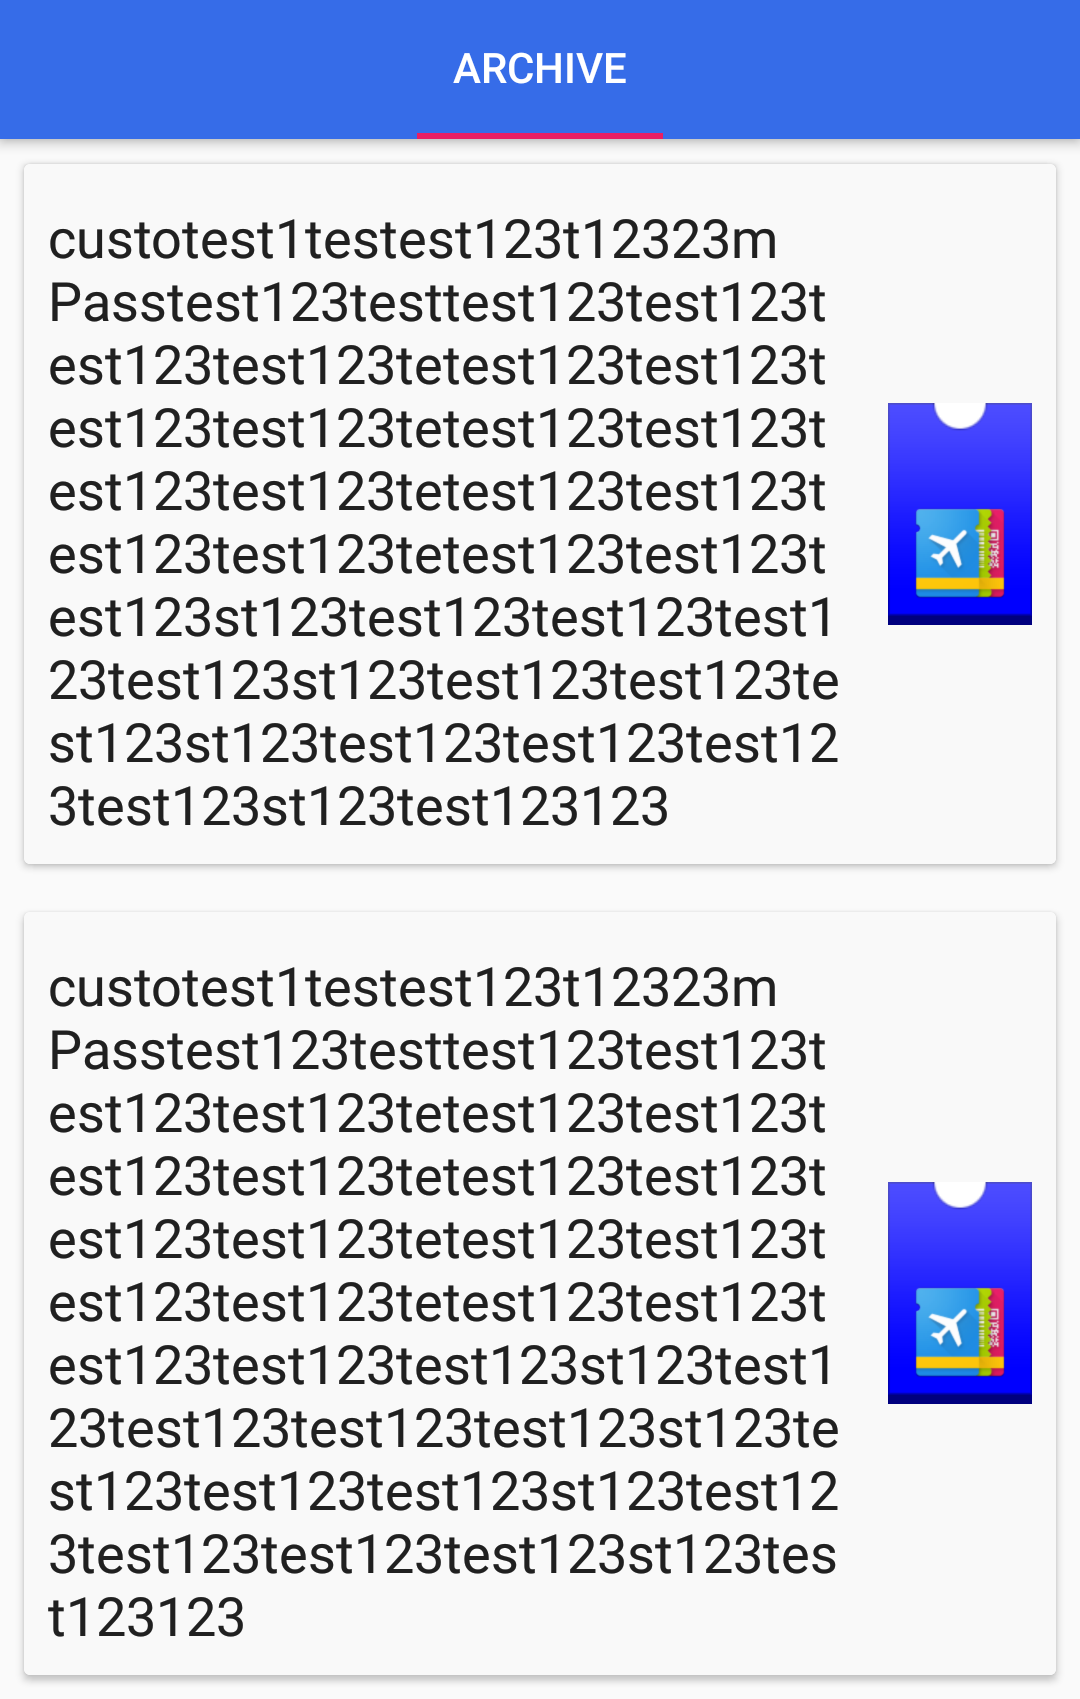 ARCHIVE
custotest1testest123t12323m
Passtest123testtest123test123t
est123test123tetest123test123t
est123test123tetest123test123t
est123test123tetest123test123t
est123test123tetest123test123t
est123st123test123test123test1
23test123st123test123test123te
st123st123test123test123test12
3test123st123test123123
custotest1testest123t12323m
Passtest123testtest123test123t
est123test123tetest123test123t
est123test123tetest123test123t
est123test123tetest123test123t
est123test123tetest123test123t
est123test123test123st123test1
23test123test123test123st123te
st123test123test123st123test12
3test123test123test123st123tes
t123123